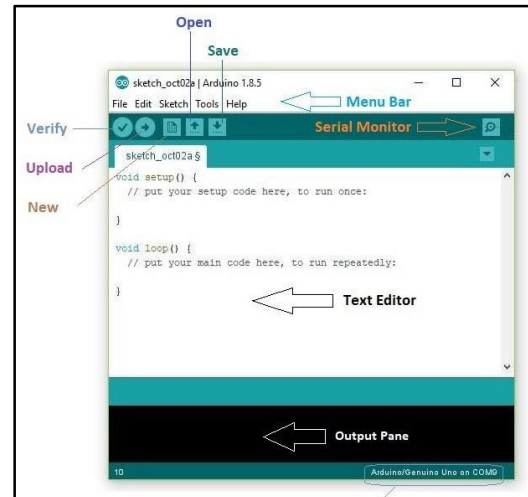 Open
Save
sketch_oct02a | Arduino 1.8.5
File Edit Sketch Tools Help
Menu Bar
Verify
Serial Monitor
Upload
sketch_oct02a §
New
void setup() {
// put your setup code here, to run once:
}
void loop() {
// put your main code here, to run repeatedly:
}
Text Editor
Output Pane
10
Arduino/Genuino Uno on COM9